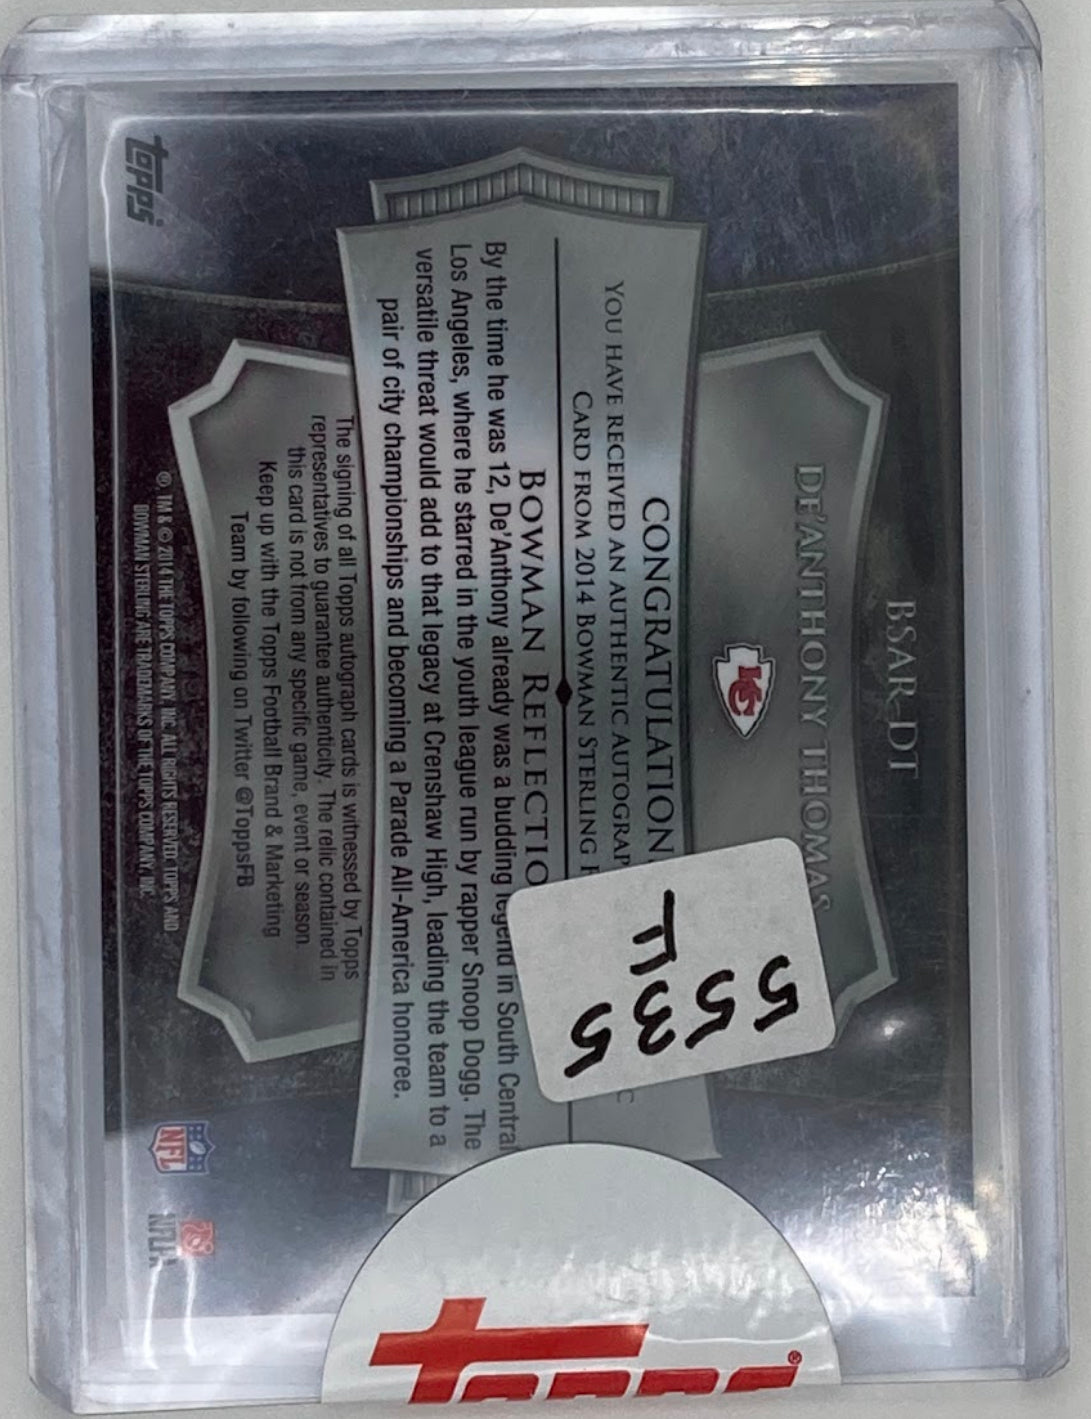 BSAR-DT
DE'ANTHONY THOMAS
KC
CONGRATULATION
YOU HAVE RECEIVED AN AUTHENTIC AUTOGRAP
CARD FROM 2014 BOWMAN STERLING
BOWMAN REFLECTIO
By the time he was 12, De'Anthony already was a budding legend in South Central
Los Angeles, where he starred in the youth league run by rapper Snoop Dogg. The
versatile threat would add to that legacy at Crenshaw High, leading the team to a
pair of city championships and becoming a Parade All-America honoree.
The signing of all Topps autograph cards is witnessed by Topps
representatives to guarantee authenticity. The relic contained in
this card is not from any specific game, event or season.
Keep up with the Topps Football Brand & Marketing
Team by following on Twitter @ToppsFB
®, TM & © 2014 THE TOPPS COMPANY, INC. ALL RIGHTS RESERVED. TOPPS AND
BOWMAN STERLING ARE TRADEMARKS OF THE TOPPS COMPANY, INC.
topps
NFL
topps®